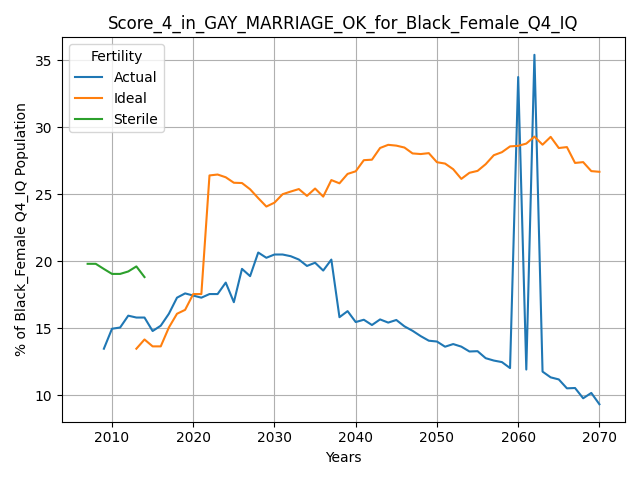 Score_4_in_GAY_MARRIAGE_OK_for_Black_Female_Q4_IQ
Fertility
Actual
Ideal
Sterile
% of Black_Female Q4_IQ Population
35
30
25
20
15
10
2010
2020
2030
2040
2050
2060
2070
Years